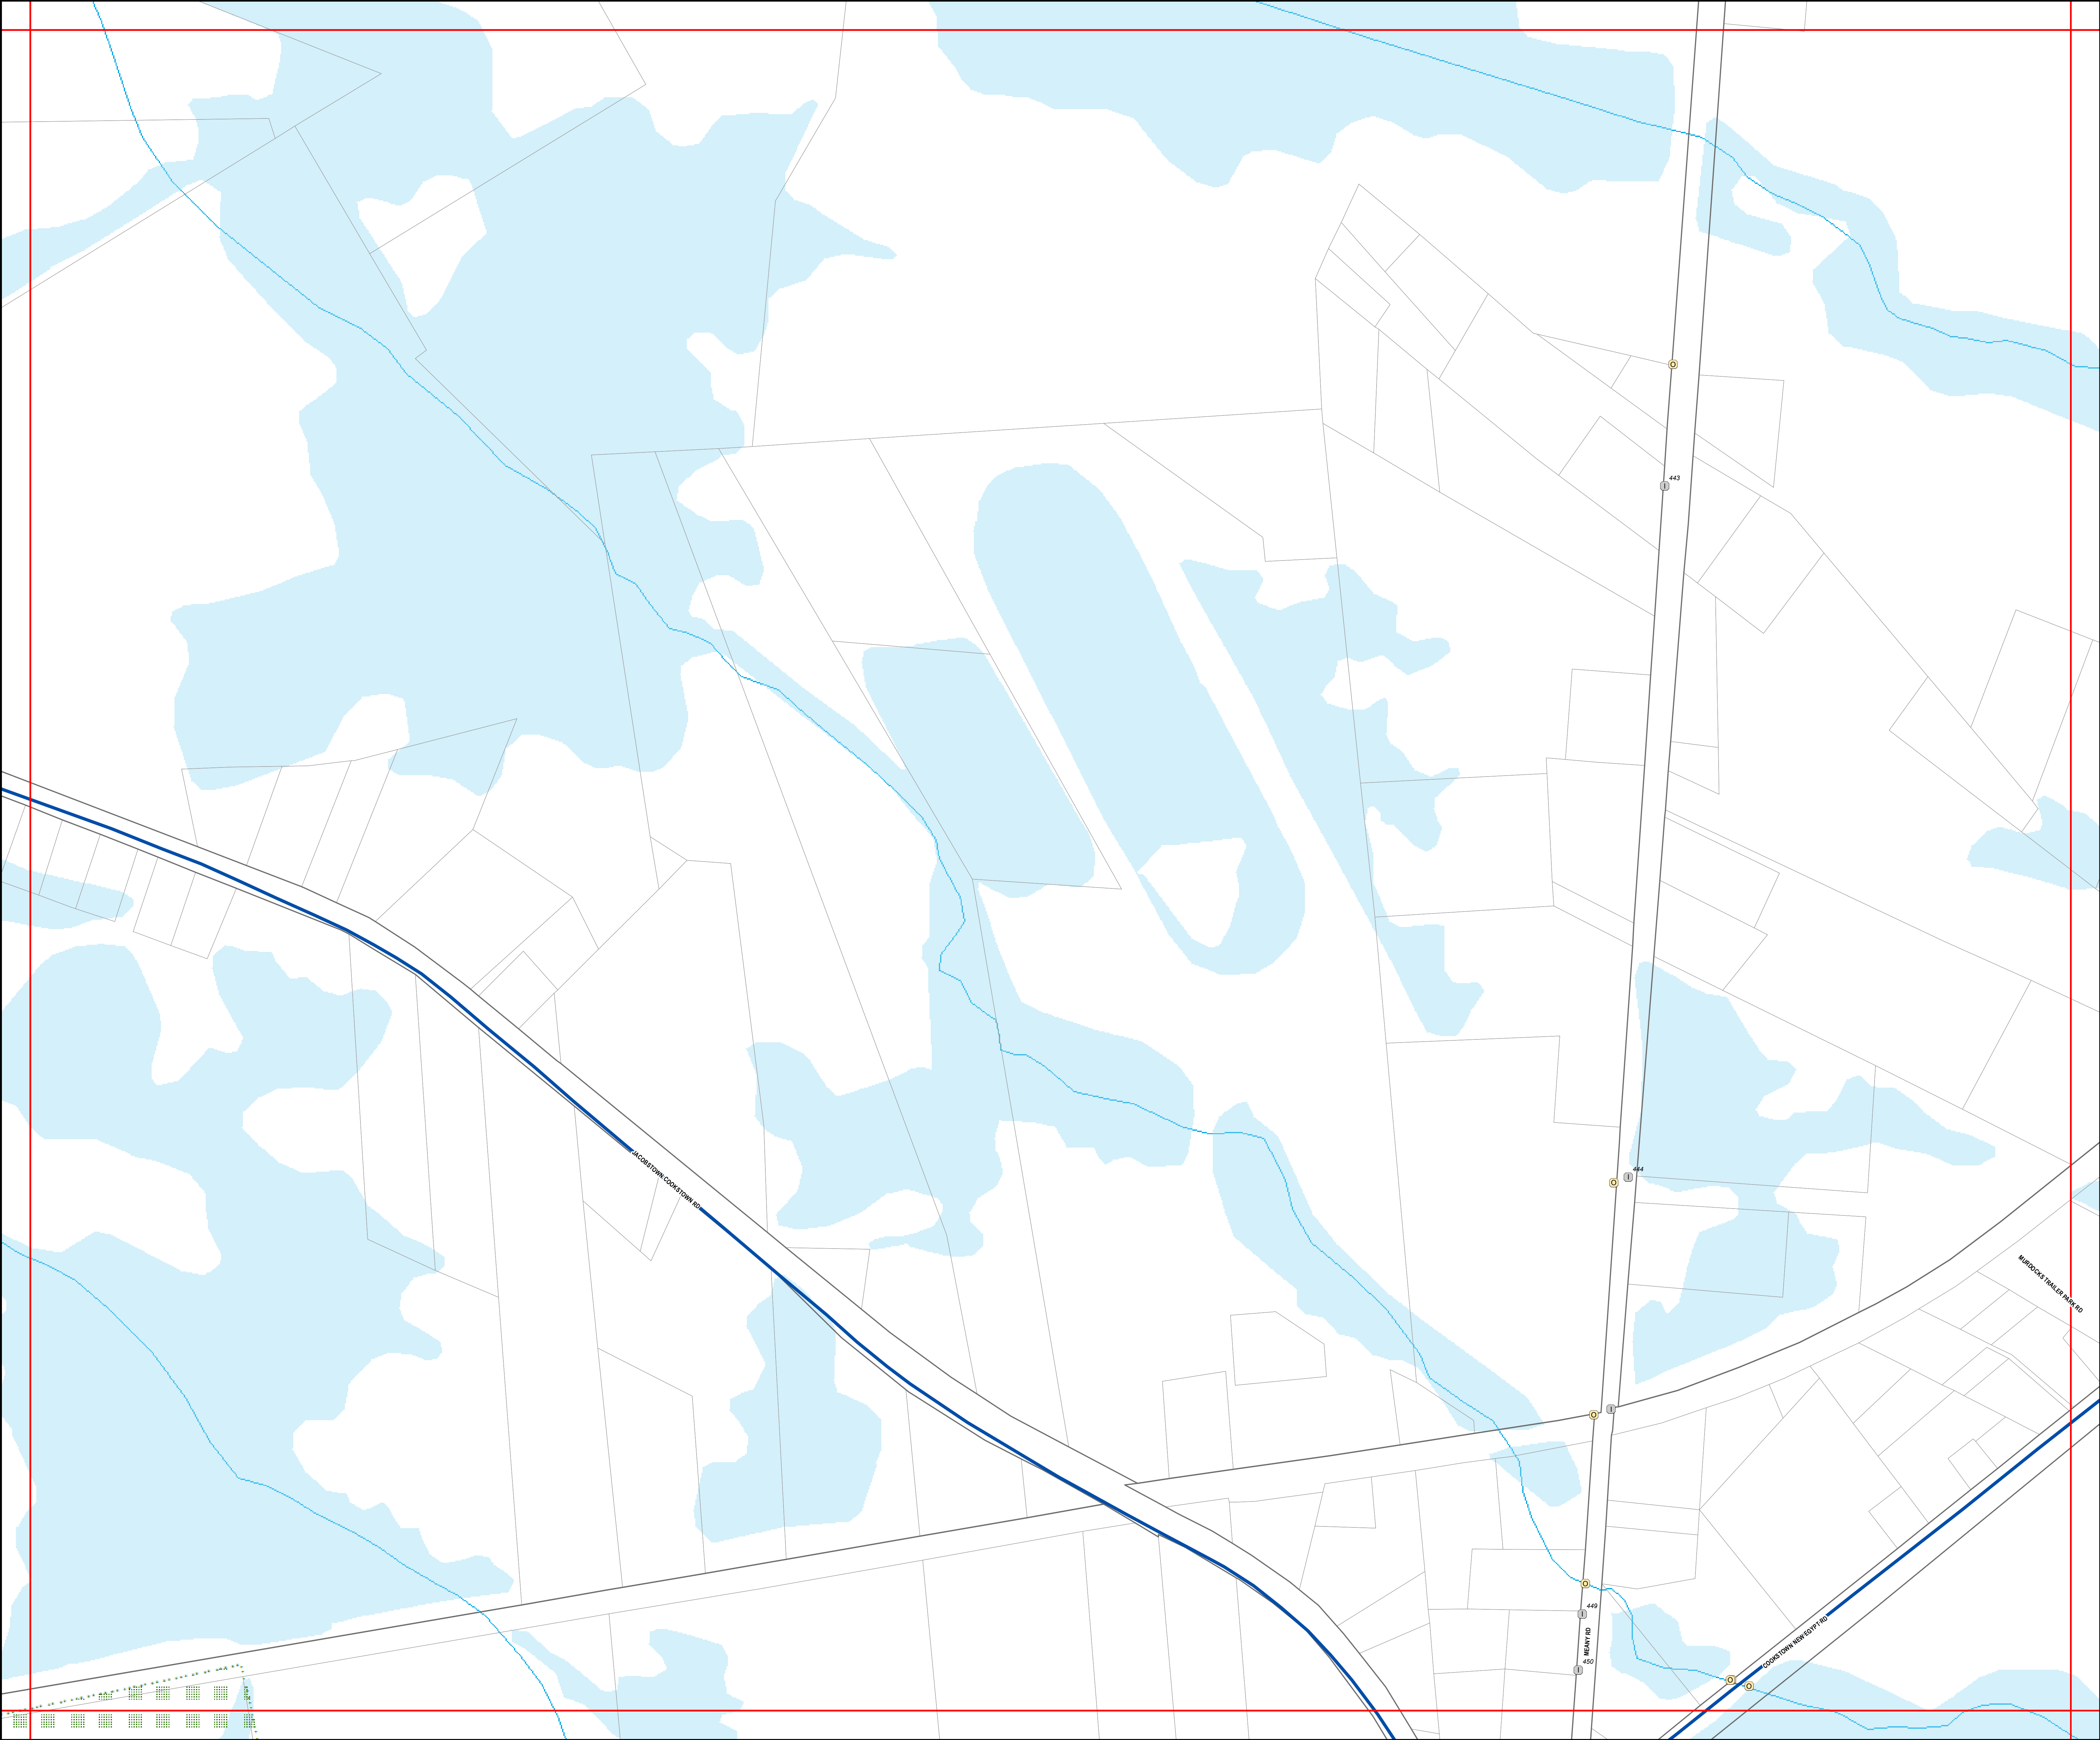 O
443
I
JACOBSTOWN COOKSTOWN RD
444
O
I
MURDOCKS TRAILER PARK RD
O
I
O
449
I
MEANY RD
COOKSTOWN NEW EGYPT RD
450
I
O
O